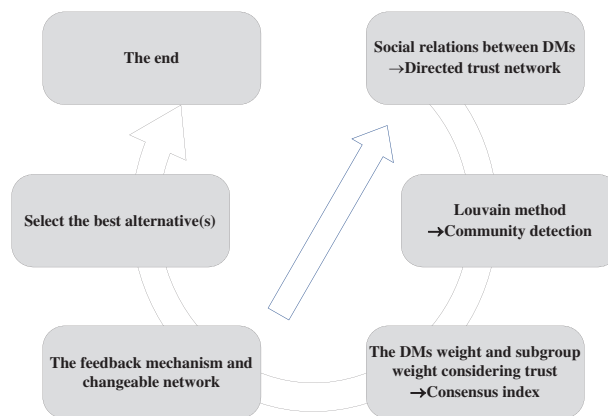 The end
Social relations between DMs
→Directed trust network
Select the best alternative(s)
Louvain method
→Community detection
The feedback mechanism and
changeable network
The DMs weight and subgroup
weight considering trust
→Consensus index